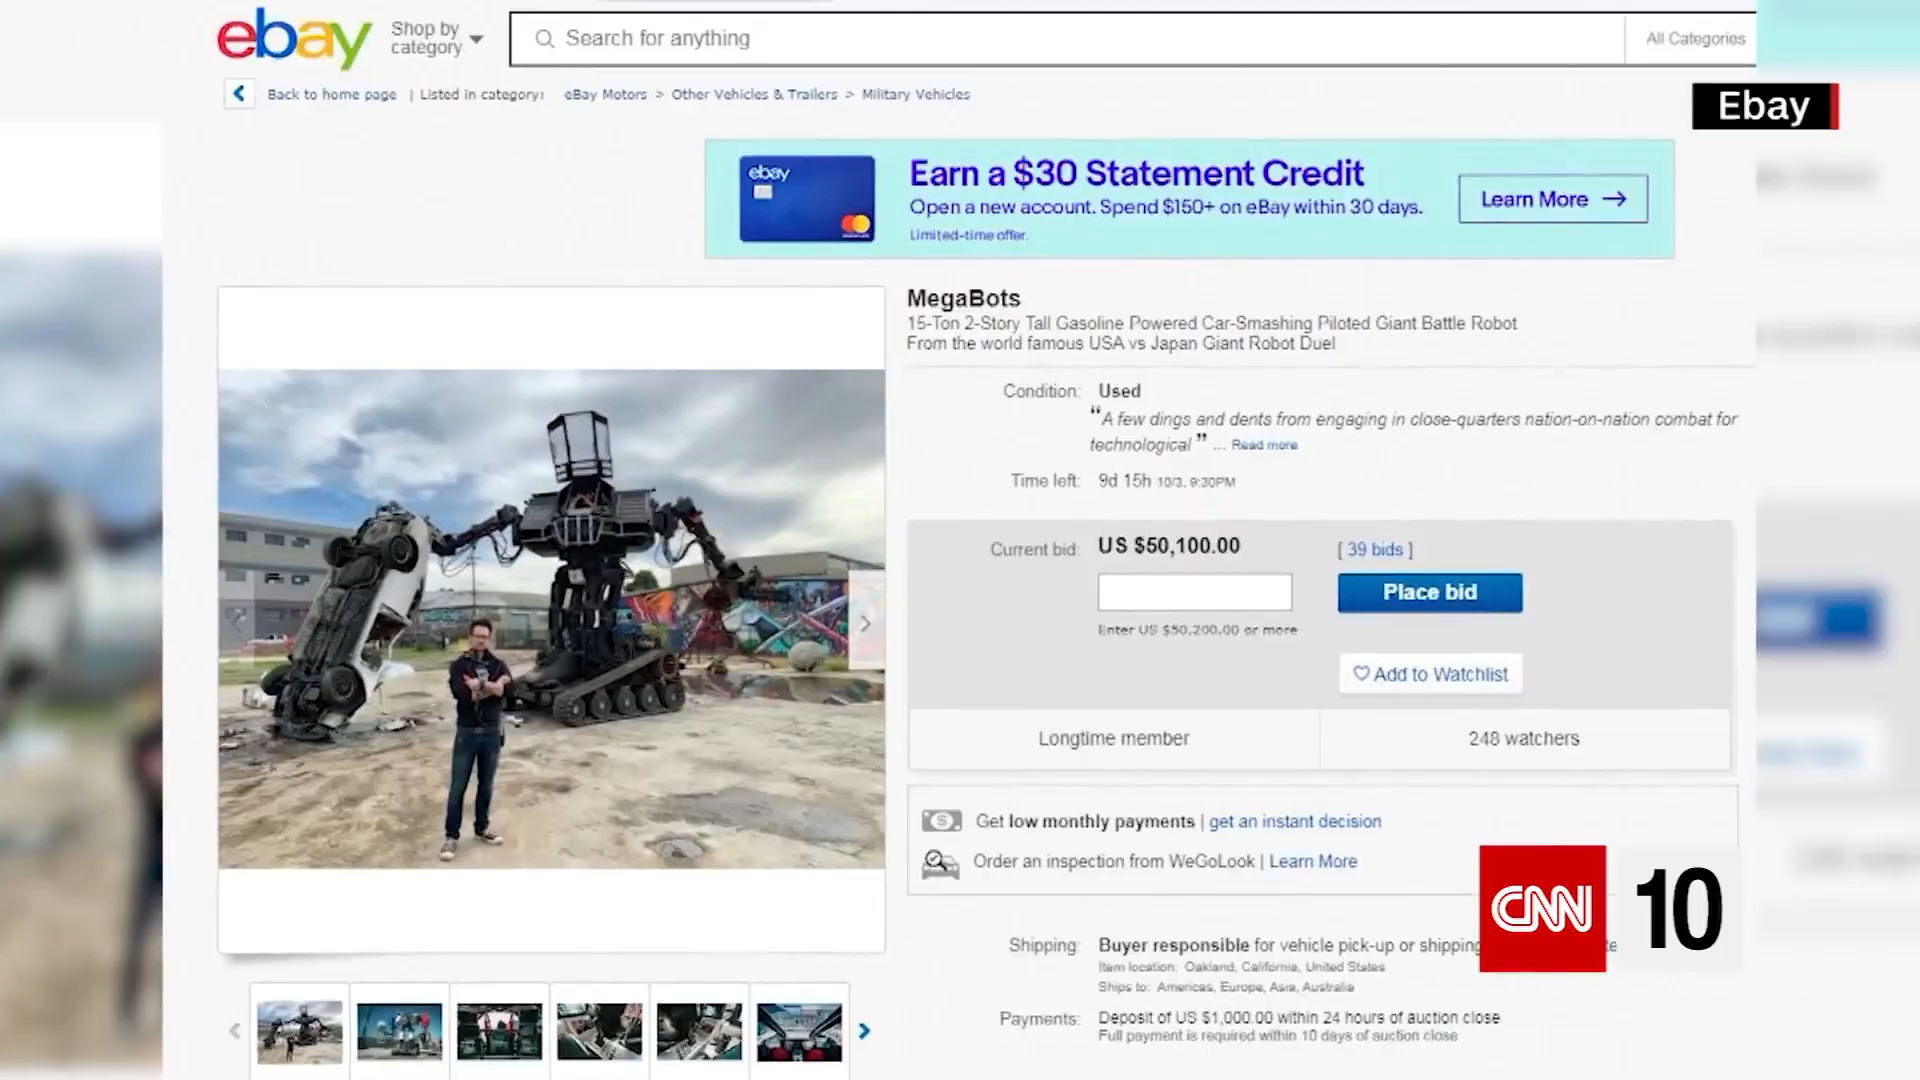 ebay
Shop by
category
Search for anything
All Categories
Back to home page | Listed in category: eBay Motors > Other Vehicles & Trailers > Military Vehicles
Ebay
ebay
Earn a $30 Statement Credit
Open a new account. Spend $150+ on eBay within 30 days.
Limited-time offer.
Learn More →
MegaBots
15-Ton 2-Story Tall Gasoline Powered Car-Smashing Piloted Giant Battle Robot
From the world famous USA vs Japan Giant Robot Duel
Condition: Used
“A few dings and dents from engaging in close-quarters nation-on-nation combat for
technological ” ... Read more
Time left: 9d 15h 10/3, 9:30PM
Current bid: US $50,100.00 [ 39 bids ]
Place bid
Enter US $50,200.00 or more
Add to Watchlist
Longtime member 248 watchers
Get low monthly payments | get an instant decision
Order an inspection from WeGoLook | Learn More
CNN 10
Shipping: Buyer responsible for vehicle pick-up or shipping
Item location: Oakland, California, United States
Ships to: Americas, Europe, Asia, Australia
Payments: Deposit of US $1,000.00 within 24 hours of auction close
Full payment is required within 10 days of auction close